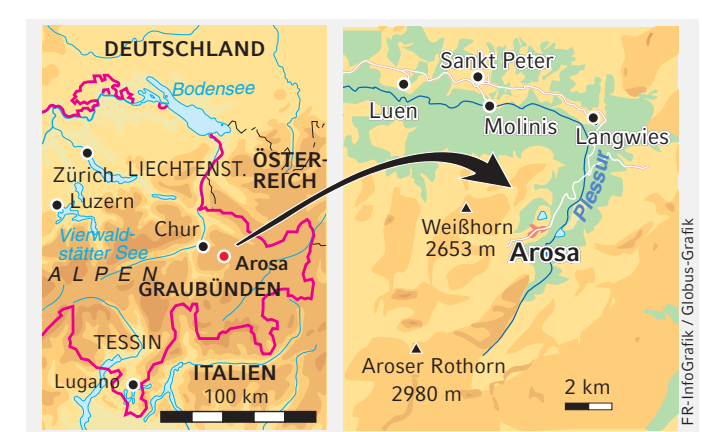 DEUTSCHLAND
Bodensee
Zürich
LIECHTENST.
ÖSTER-
REICH
Luzern
Vierwald-
stätter See
Chur
Arosa
ALPEN
GRAUBÜNDEN
TESSIN
Lugano
ITALIEN
100 km
Sankt Peter
Luen
Molinis
Langwies
Plessur
Weißhorn
2653 m
Arosa
Aroser Rothorn
2980 m
2 km
FR-InfoGrafik / Globus-Grafik